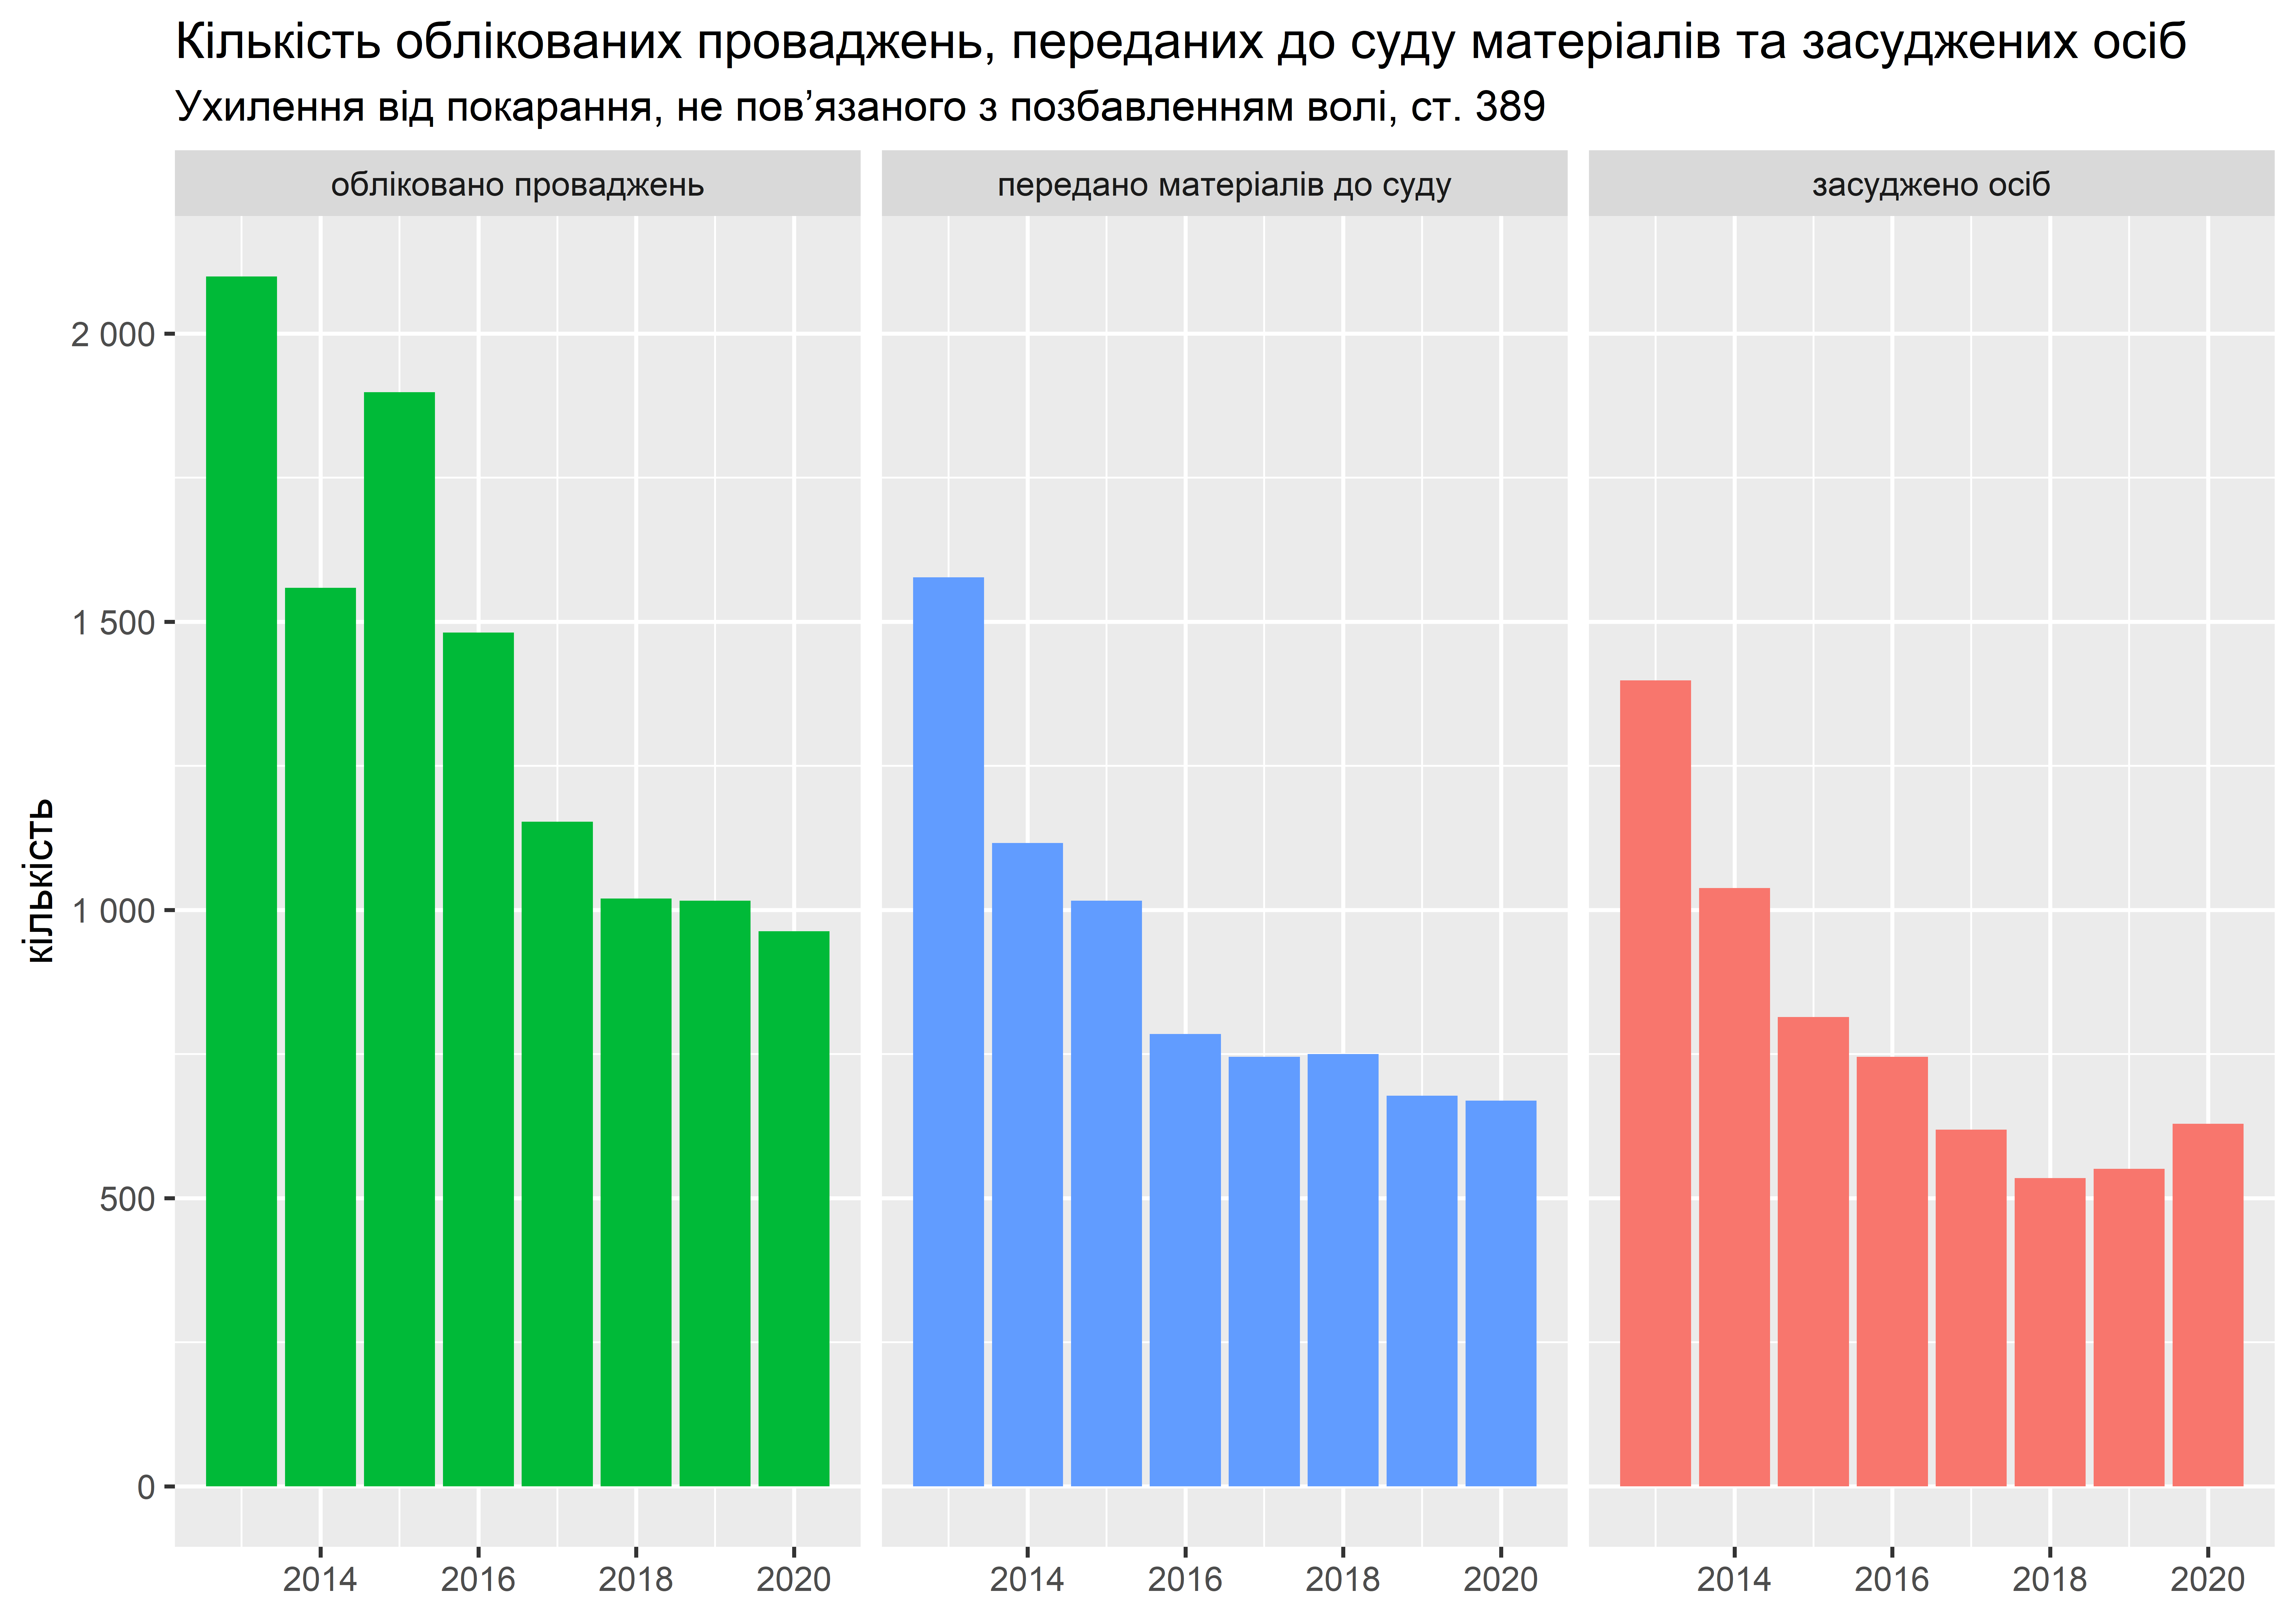 Кількість облікованих проваджень, переданих до суду матеріалів та засуджених осіб
Ухилення від покарання, не пов’язаного з позбавленням волі, ст. 389
обліковано проваджень
передано матеріалів до суду
засуджено осіб
кількість
2 000
1 500
1 000
500
0
2014 2016 2018 2020
2014 2016 2018 2020
2014 2016 2018 2020